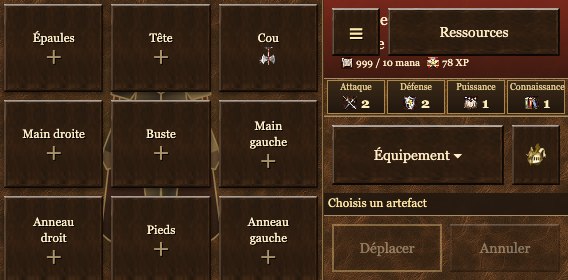 Épaules
+
Tête
+
Cou
Main droite
+
Buste
+
Main
gauche
+
Anneau
droit
+
Pieds
+
Anneau
gauche
+
≡
Ressources
e
e
999 / 10 mana 78 XP
Attaque
2
Défense
2
Puissance
1
Connaissance
1
Équipement
Choisis un artefact
Déplacer
Annuler